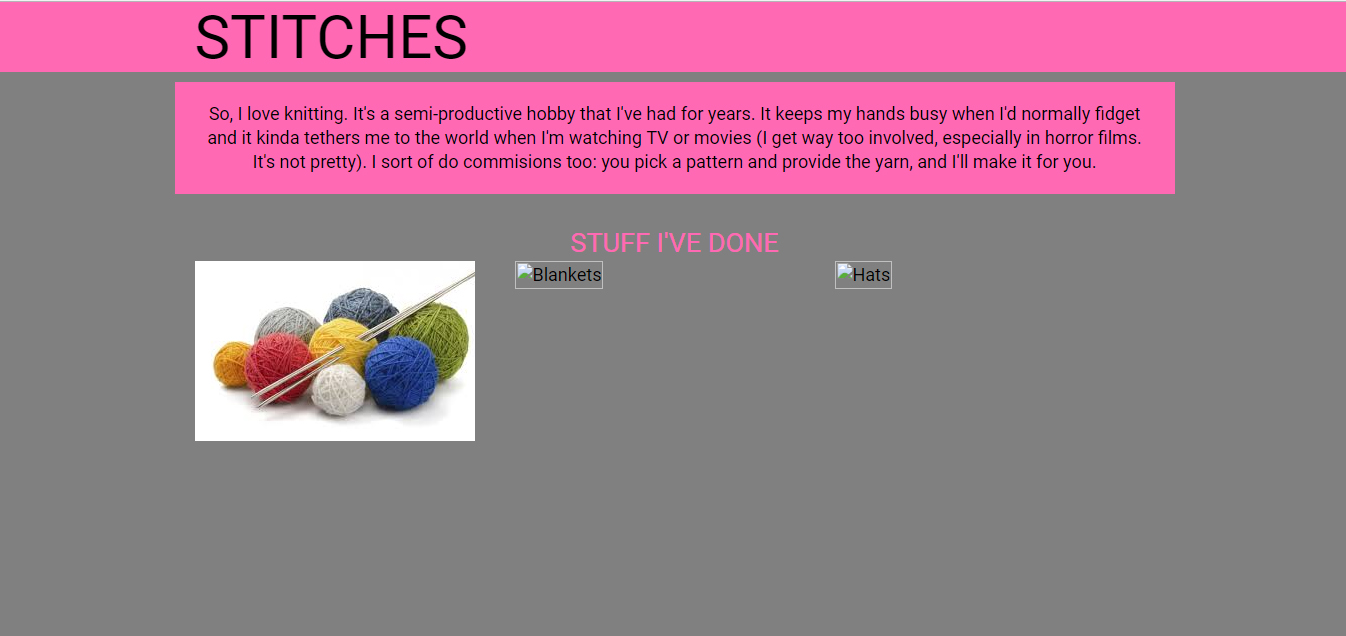 STITCHES
So, I love knitting. It's a semi-productive hobby that I've had for years. It keeps my hands busy when I'd normally fidget
and it kinda tethers me to the world when I'm watching TV or movies (I get way too involved, especially in horror films.
It's not pretty). I sort of do commisions too: you pick a pattern and provide the yarn, and I'll make it for you.
STUFF I'VE DONE
Blankets
Hats